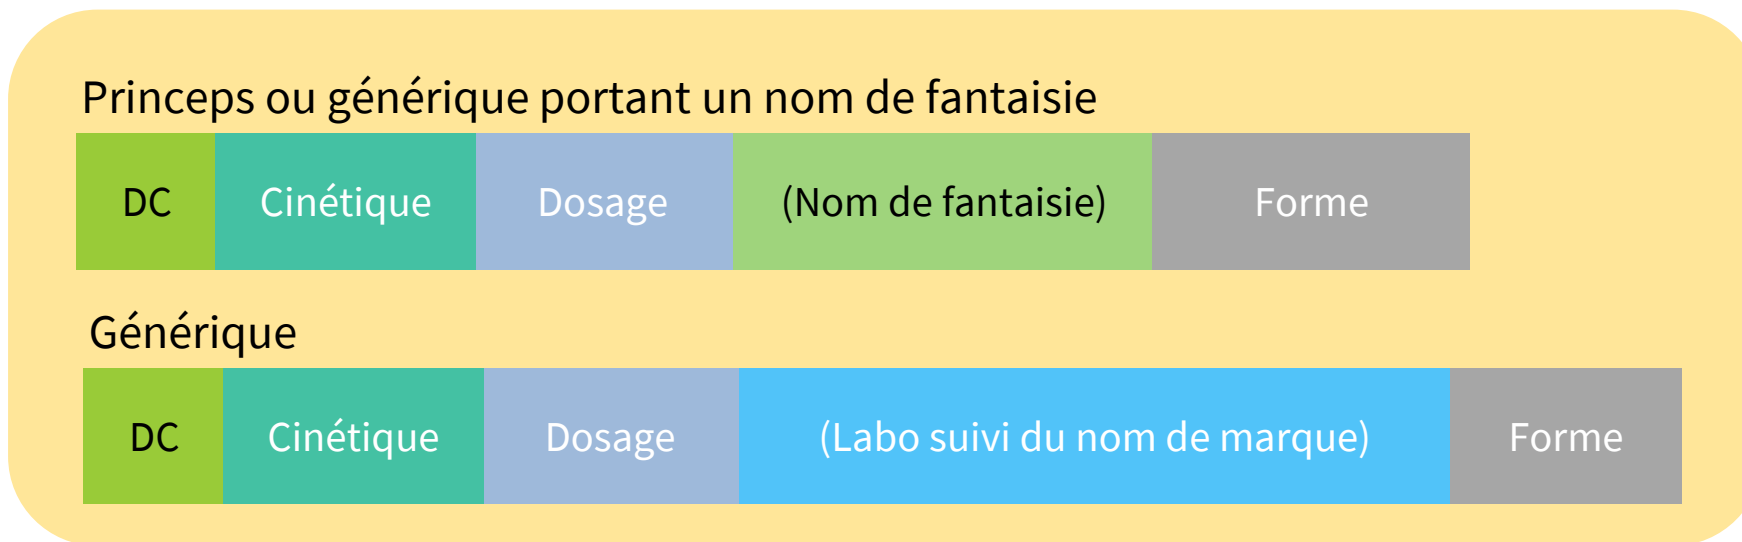 Princeps ou générique portant un nom de fantaisie
DC Cinétique Dosage (Nom de fantaisie) Forme
Générique
DC Cinétique Dosage (Labo suivi du nom de marque) Forme